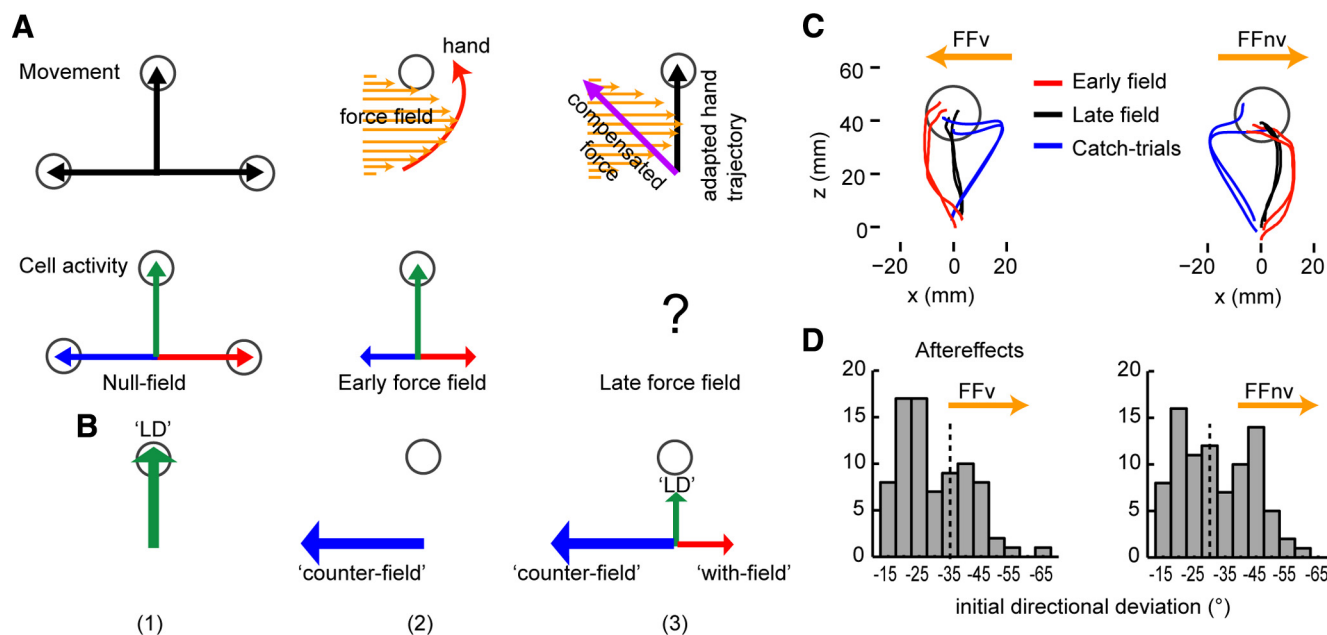 A
Movement
force field
hand
compensated
force
adapted hand
trajectory
Cell activity
Null-field
Early force field
?
Late force field
B
'LD'
'counter-field'
'LD'
'counter-field'
'with-field'
(1)
(2)
(3)
C
FFv
FFnv
Early field
Late field
Catch-trials
z (mm)
60
40
20
0
−20
0
20
x (mm)
−20
0
20
x (mm)
D
Aftereffects
FFv
20
15
10
5
0
-15
-25
-35
-45
-55
-65
FFnv
20
15
10
5
0
-15
-25
-35
-45
-55
-65
initial directional deviation (°)